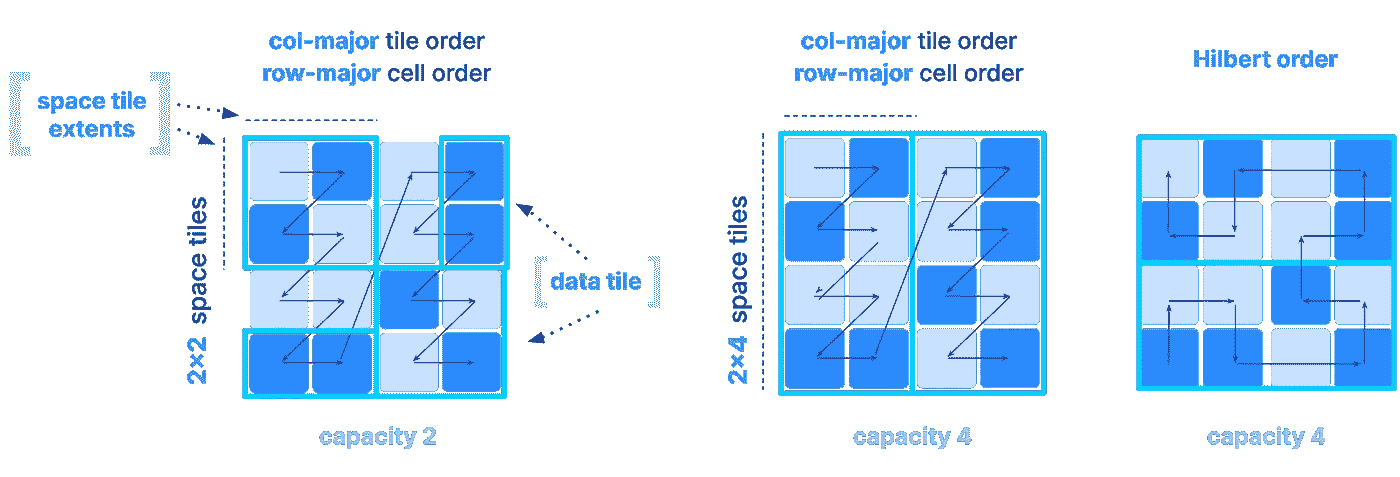 col-major tile order
row-major cell order
space tile
extents
2×2 space tiles
data tile
capacity 2
col-major tile order
row-major cell order
2×4 space tiles
capacity 4
Hilbert order
capacity 4